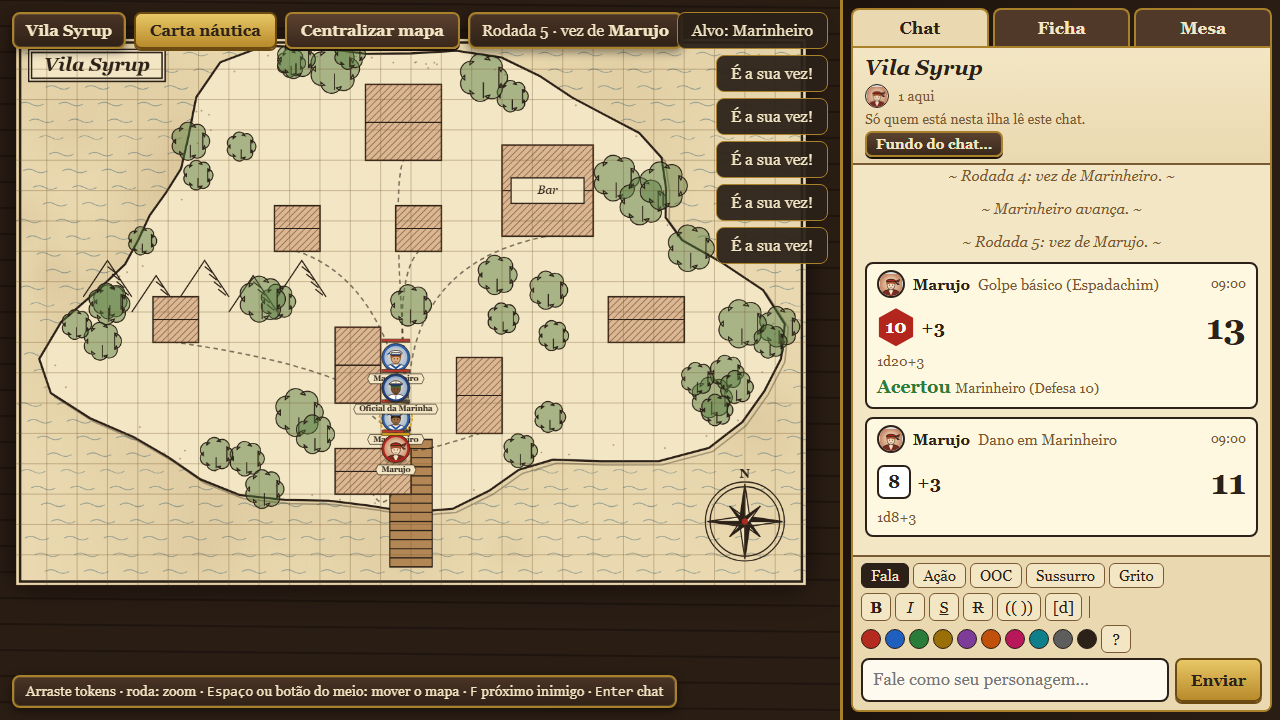 Vila Syrup
Carta náutica
Centralizar mapa
Rodada 5 · vez de Marujo
Alvo: Marinheiro
É a sua vez!
É a sua vez!
É a sua vez!
É a sua vez!
É a sua vez!
Vila Syrup
Bar
Oficial da Marinha
Marujo
N
Arraste tokens · roda: zoom · Espaço ou botão do meio: mover o mapa · F próximo inimigo · Enter chat
Chat
Ficha
Mesa
Vila Syrup
1 aqui
Só quem está nesta ilha lê este chat.
Fundo do chat...
~ Rodada 4: vez de Marinheiro. ~
~ Marinheiro avança. ~
~ Rodada 5: vez de Marujo. ~
Marujo Golpe básico (Espadachim) 09:00
10 +3 13
1d20+3
Acertou Marinheiro (Defesa 10)
Marujo Dano em Marinheiro 09:00
8 +3 11
1d8+3
Fala
Ação
OOC
Sussurro
Grito
B I S R (( )) [d]
?
Fale como seu personagem...
Enviar